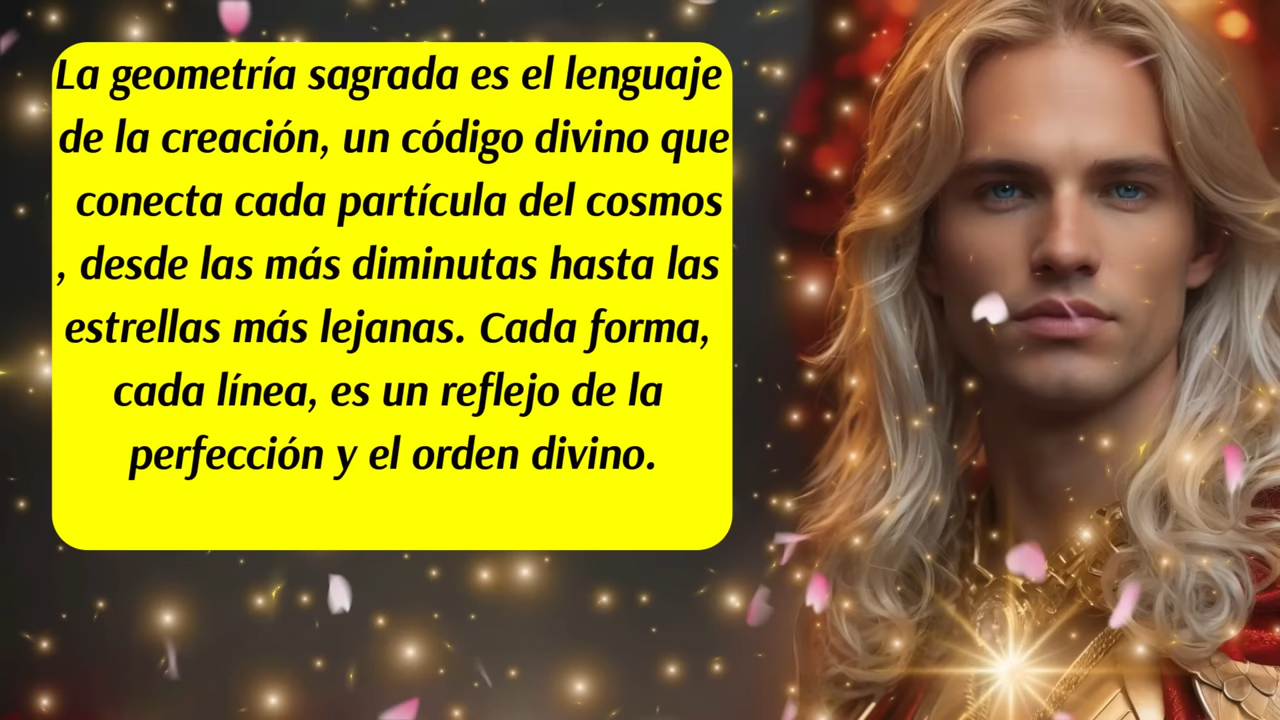 La geometría sagrada es el lenguaje
de la creación, un código divino que
conecta cada partícula del cosmos
, desde las más diminutas hasta las
estrellas más lejanas. Cada forma,
cada línea, es un reflejo de la
perfección y el orden divino.